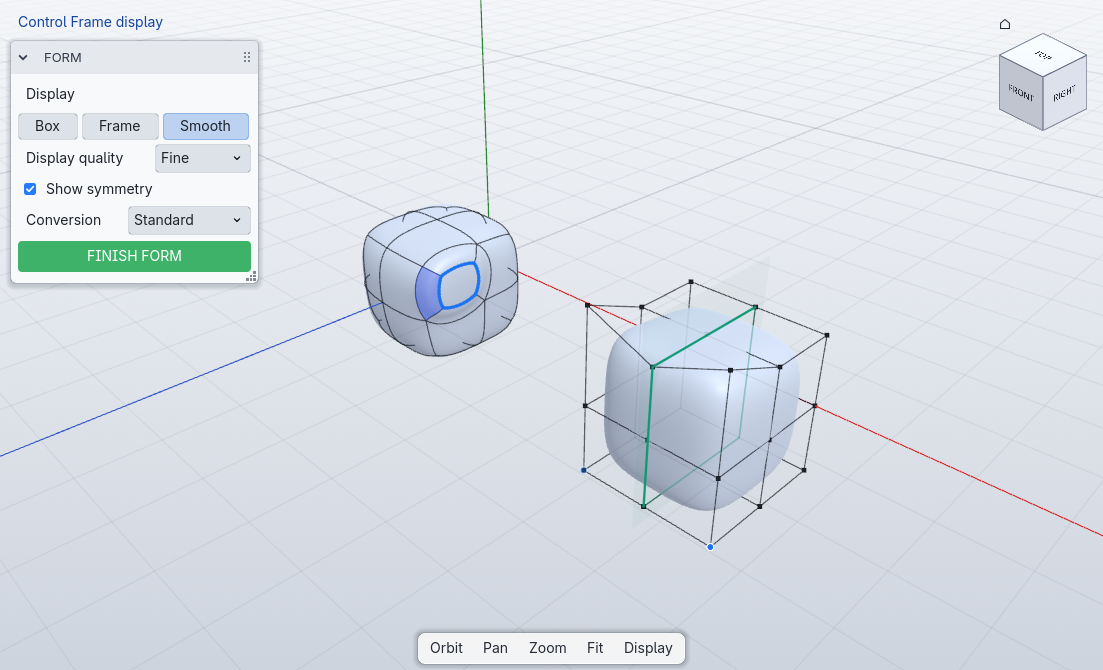 Control Frame display
FORM
Display
Box Frame Smooth
Display quality Fine
Show symmetry
Conversion Standard
FINISH FORM
TOP
FRONT RIGHT
Orbit Pan Zoom Fit Display